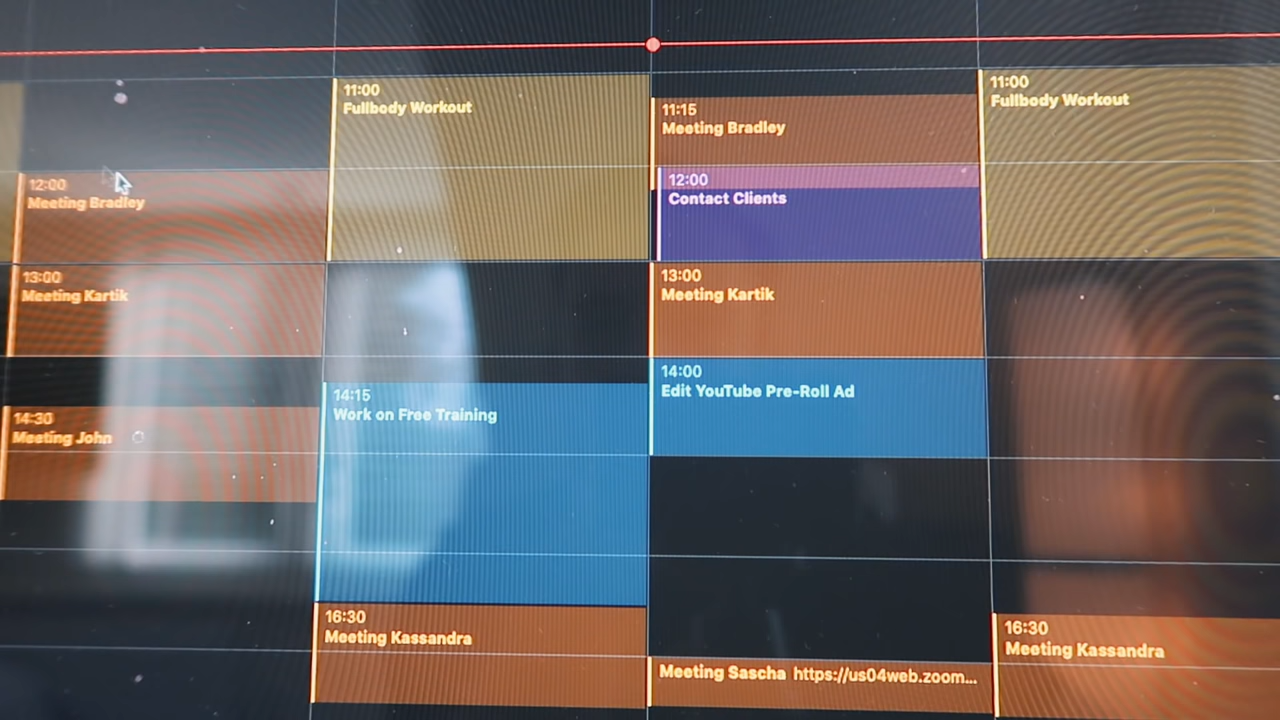 12:00
Meeting Bradley
13:00
Meeting Kartik
14:30
Meeting John
11:00
Fullbody Workout
14:15
Work on Free Training
16:30
Meeting Kassandra
11:15
Meeting Bradley
12:00
Contact Clients
13:00
Meeting Kartik
14:00
Edit YouTube Pre-Roll Ad
Meeting Sascha https://us04web.zoom...
11:00
Fullbody Workout
16:30
Meeting Kassandra